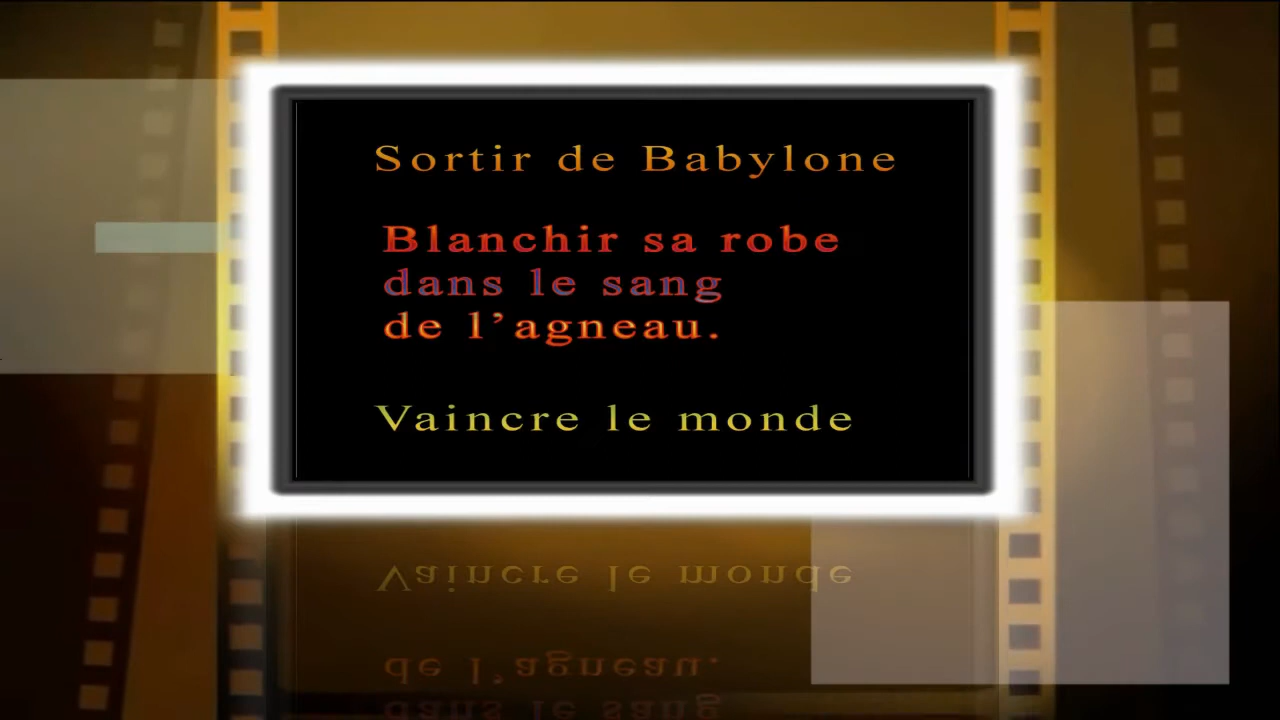 Sortir de Babylone
Blanchir sa robe
dans le sang
de l’agneau.
Vaincre le monde